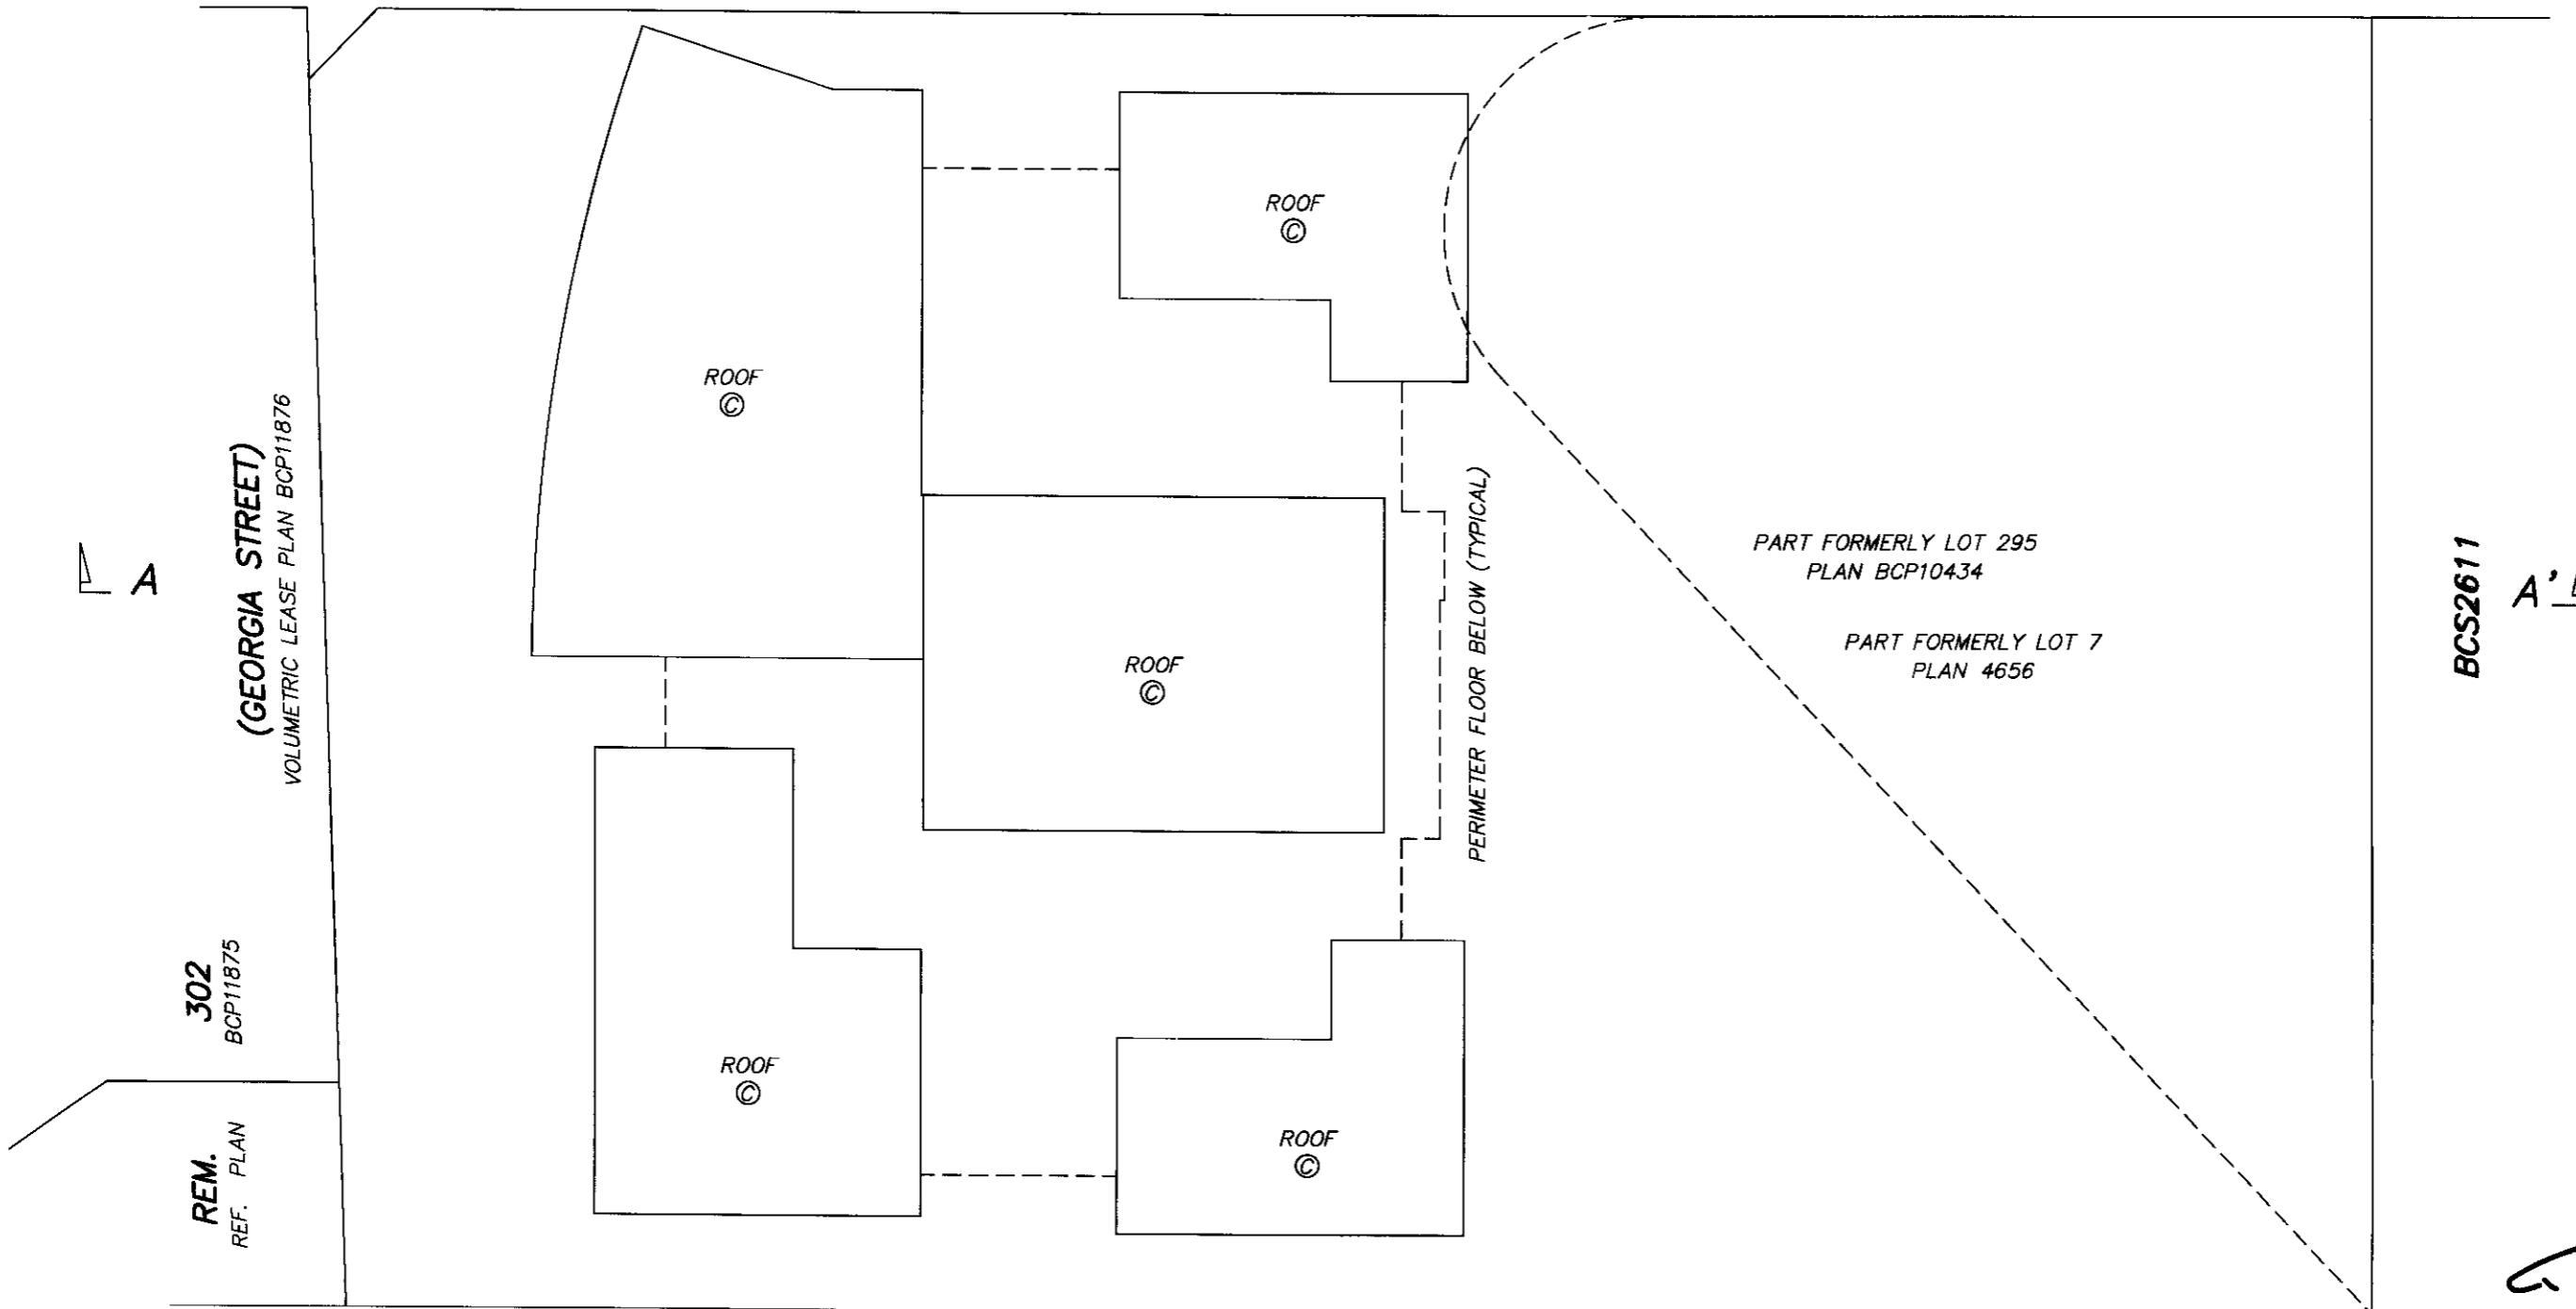 ROOF
©
ROOF
©
(GEORGIA STREET)
VOLUMETRIC LEASE PLAN BCP11876
A
PERIMETER FLOOR BELOW (TYPICAL)
PART FORMERLY LOT 295
PLAN BCP10434
PART FORMERLY LOT 7
PLAN 4656
BCS2611
A'
ROOF
©
302
BCP11875
ROOF
©
ROOF
©
REM.
REF. PLAN